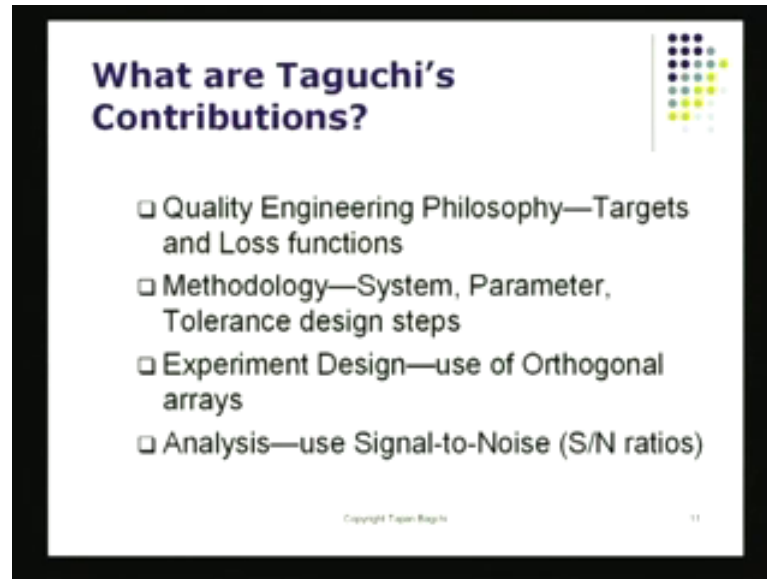 What are Taguchi's
Contributions?
❑ Quality Engineering Philosophy—Targets
and Loss functions
❑ Methodology—System, Parameter,
Tolerance design steps
❑ Experiment Design—use of Orthogonal
arrays
❑ Analysis—use Signal-to-Noise (S/N ratios)
Copyright Tapan Bagchi